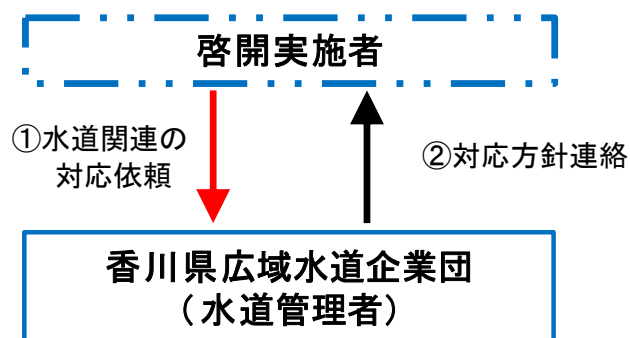 啓開実施者
①水道関連の
対応依頼
②対応方針連絡
香川県広域水道企業団
（水道管理者）